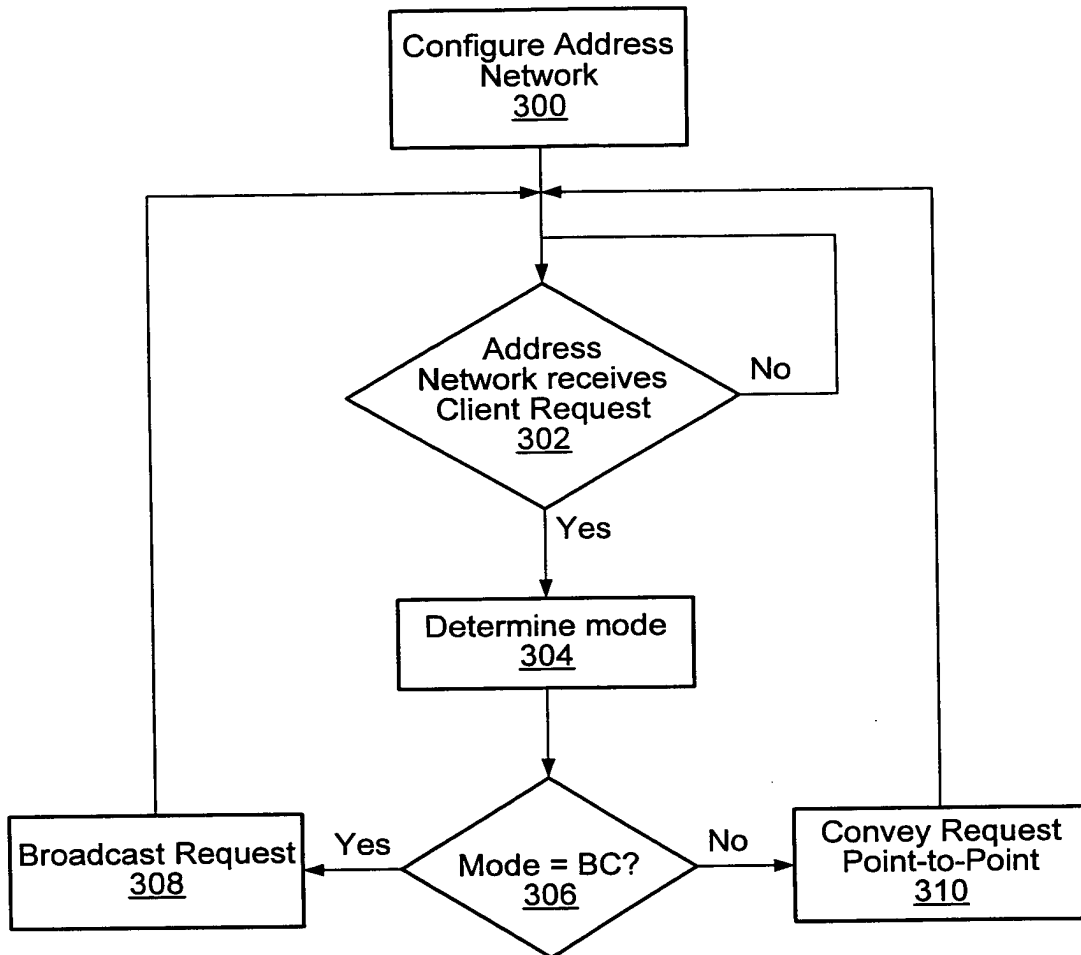 Configure Address
Network
300
Address
Network receives
Client Request
302
No
Yes
Determine mode
304
Mode = BC?
306
Yes
No
Broadcast Request
308
Convey Request
Point-to-Point
310